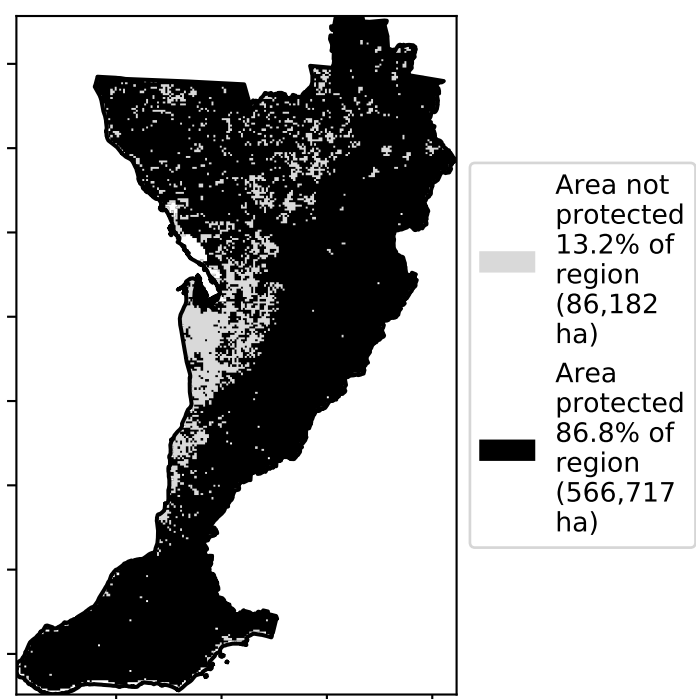 Area not
protected
13.2% of
region
(86,182
ha)
Area
protected
86.8% of
region
(566,717
ha)